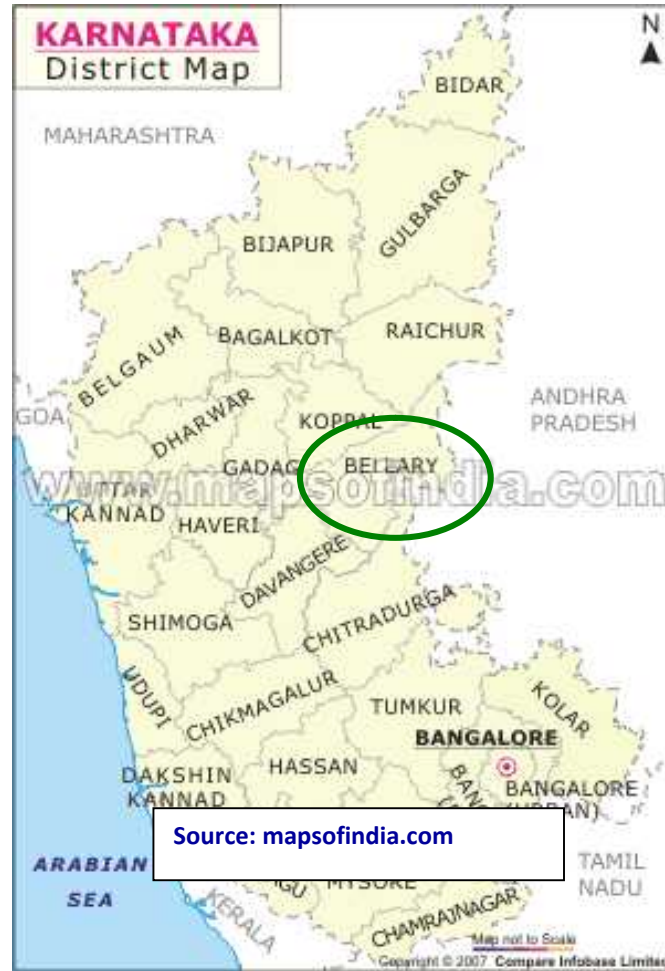 KARNATAKA
District Map
N
BIDAR
MAHARASHTRA
GULBARGA
BIJAPUR
BAGALKOT
RAICHUR
BELGAUM
ANDHRA
PRADESH
GOA
DHARWAR
KOPPAL
GADAG
BELLARY
www.mapsofindia.com
UTTAR
KANNAD
HAVERI
DAVANGERE
SHIMOGA
CHITRADURGA
UDUPI
CHIKMAGALUR
TUMKUR
KOLAR
BANGALORE
HASSAN
DAKSHIN
KANNAD
BANGALORE
Source: mapsofindia.com
ARABIAN
SEA
MYSORE
TAMIL
NADU
KERALA
CHAMRAJNAGAR
Map not to Scale
Copyright © 2007 Compare Infobase Limited